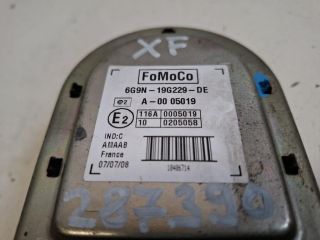 XF
FoMoCo
6G9N-19G229-DE
A-00 05019
E2
116A 0005019
10 0205058
IND:C
AMAAB
France
07/07/08
10406714
287390